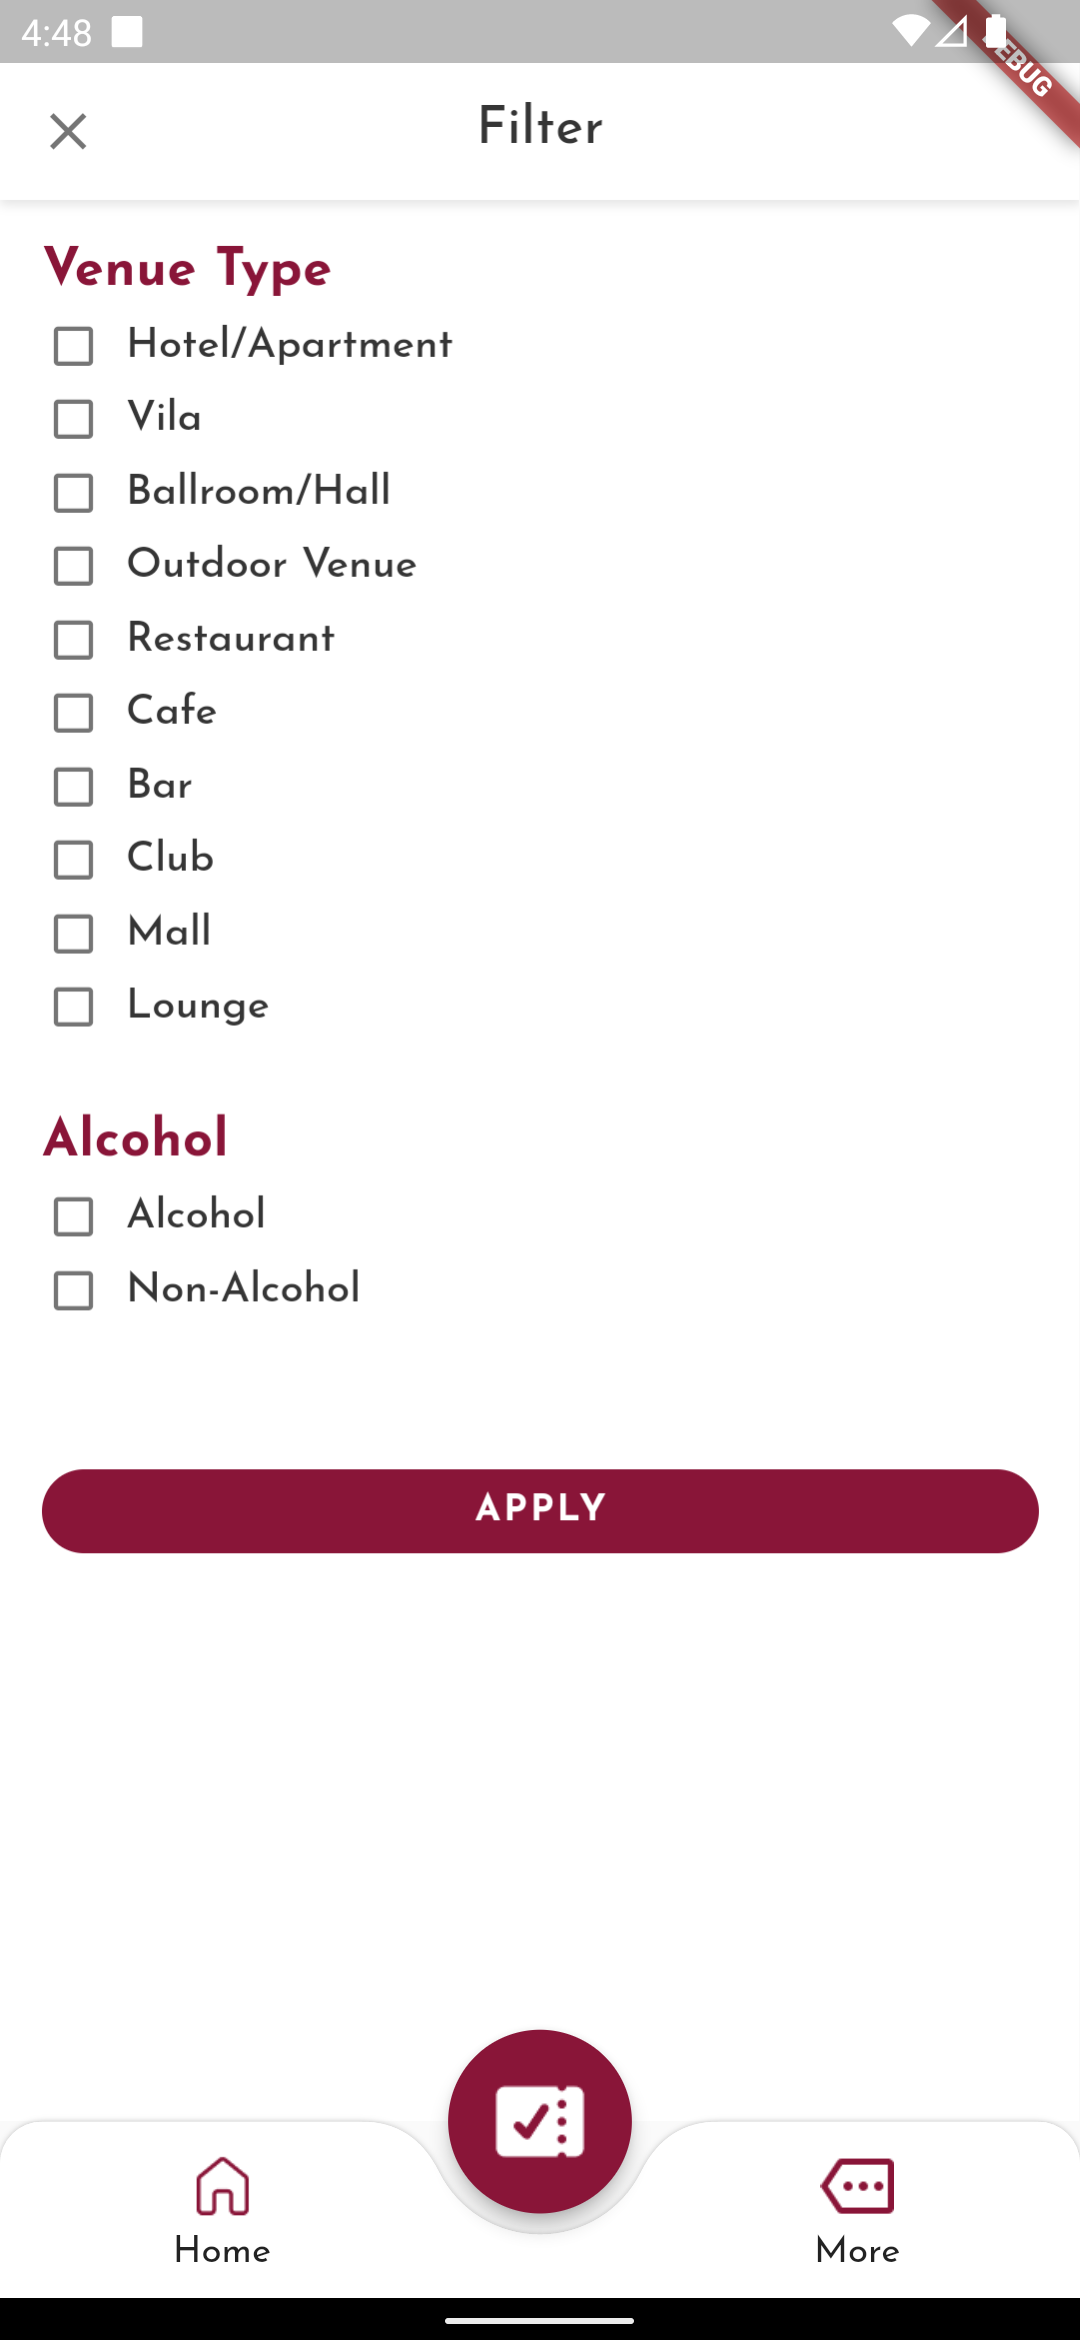 4:48
DEBUG
Filter
Venue Type
Hotel/Apartment
Vila
Ballroom/Hall
Outdoor Venue
Restaurant
Cafe
Bar
Club
Mall
Lounge
Alcohol
Alcohol
Non-Alcohol
APPLY
Home
More